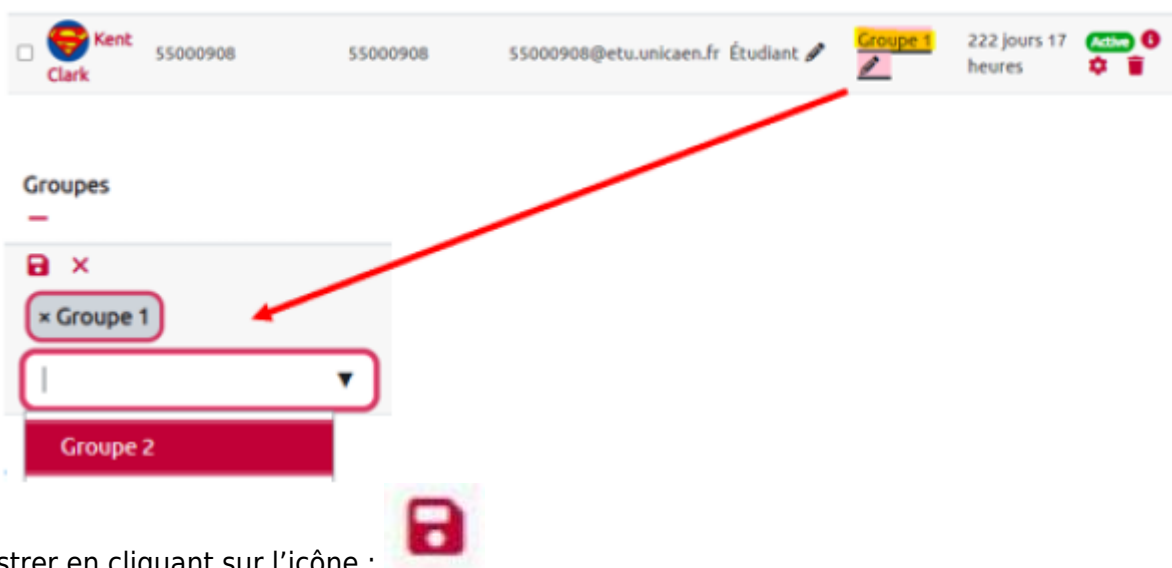 Kent Clark 55000908 55000908 55000908@etu.unicaen.fr Étudiant Groupe 1 222 jours 17 heures Active
Groupes
× Groupe 1
Groupe 2
strer en cliquant sur l’icône :